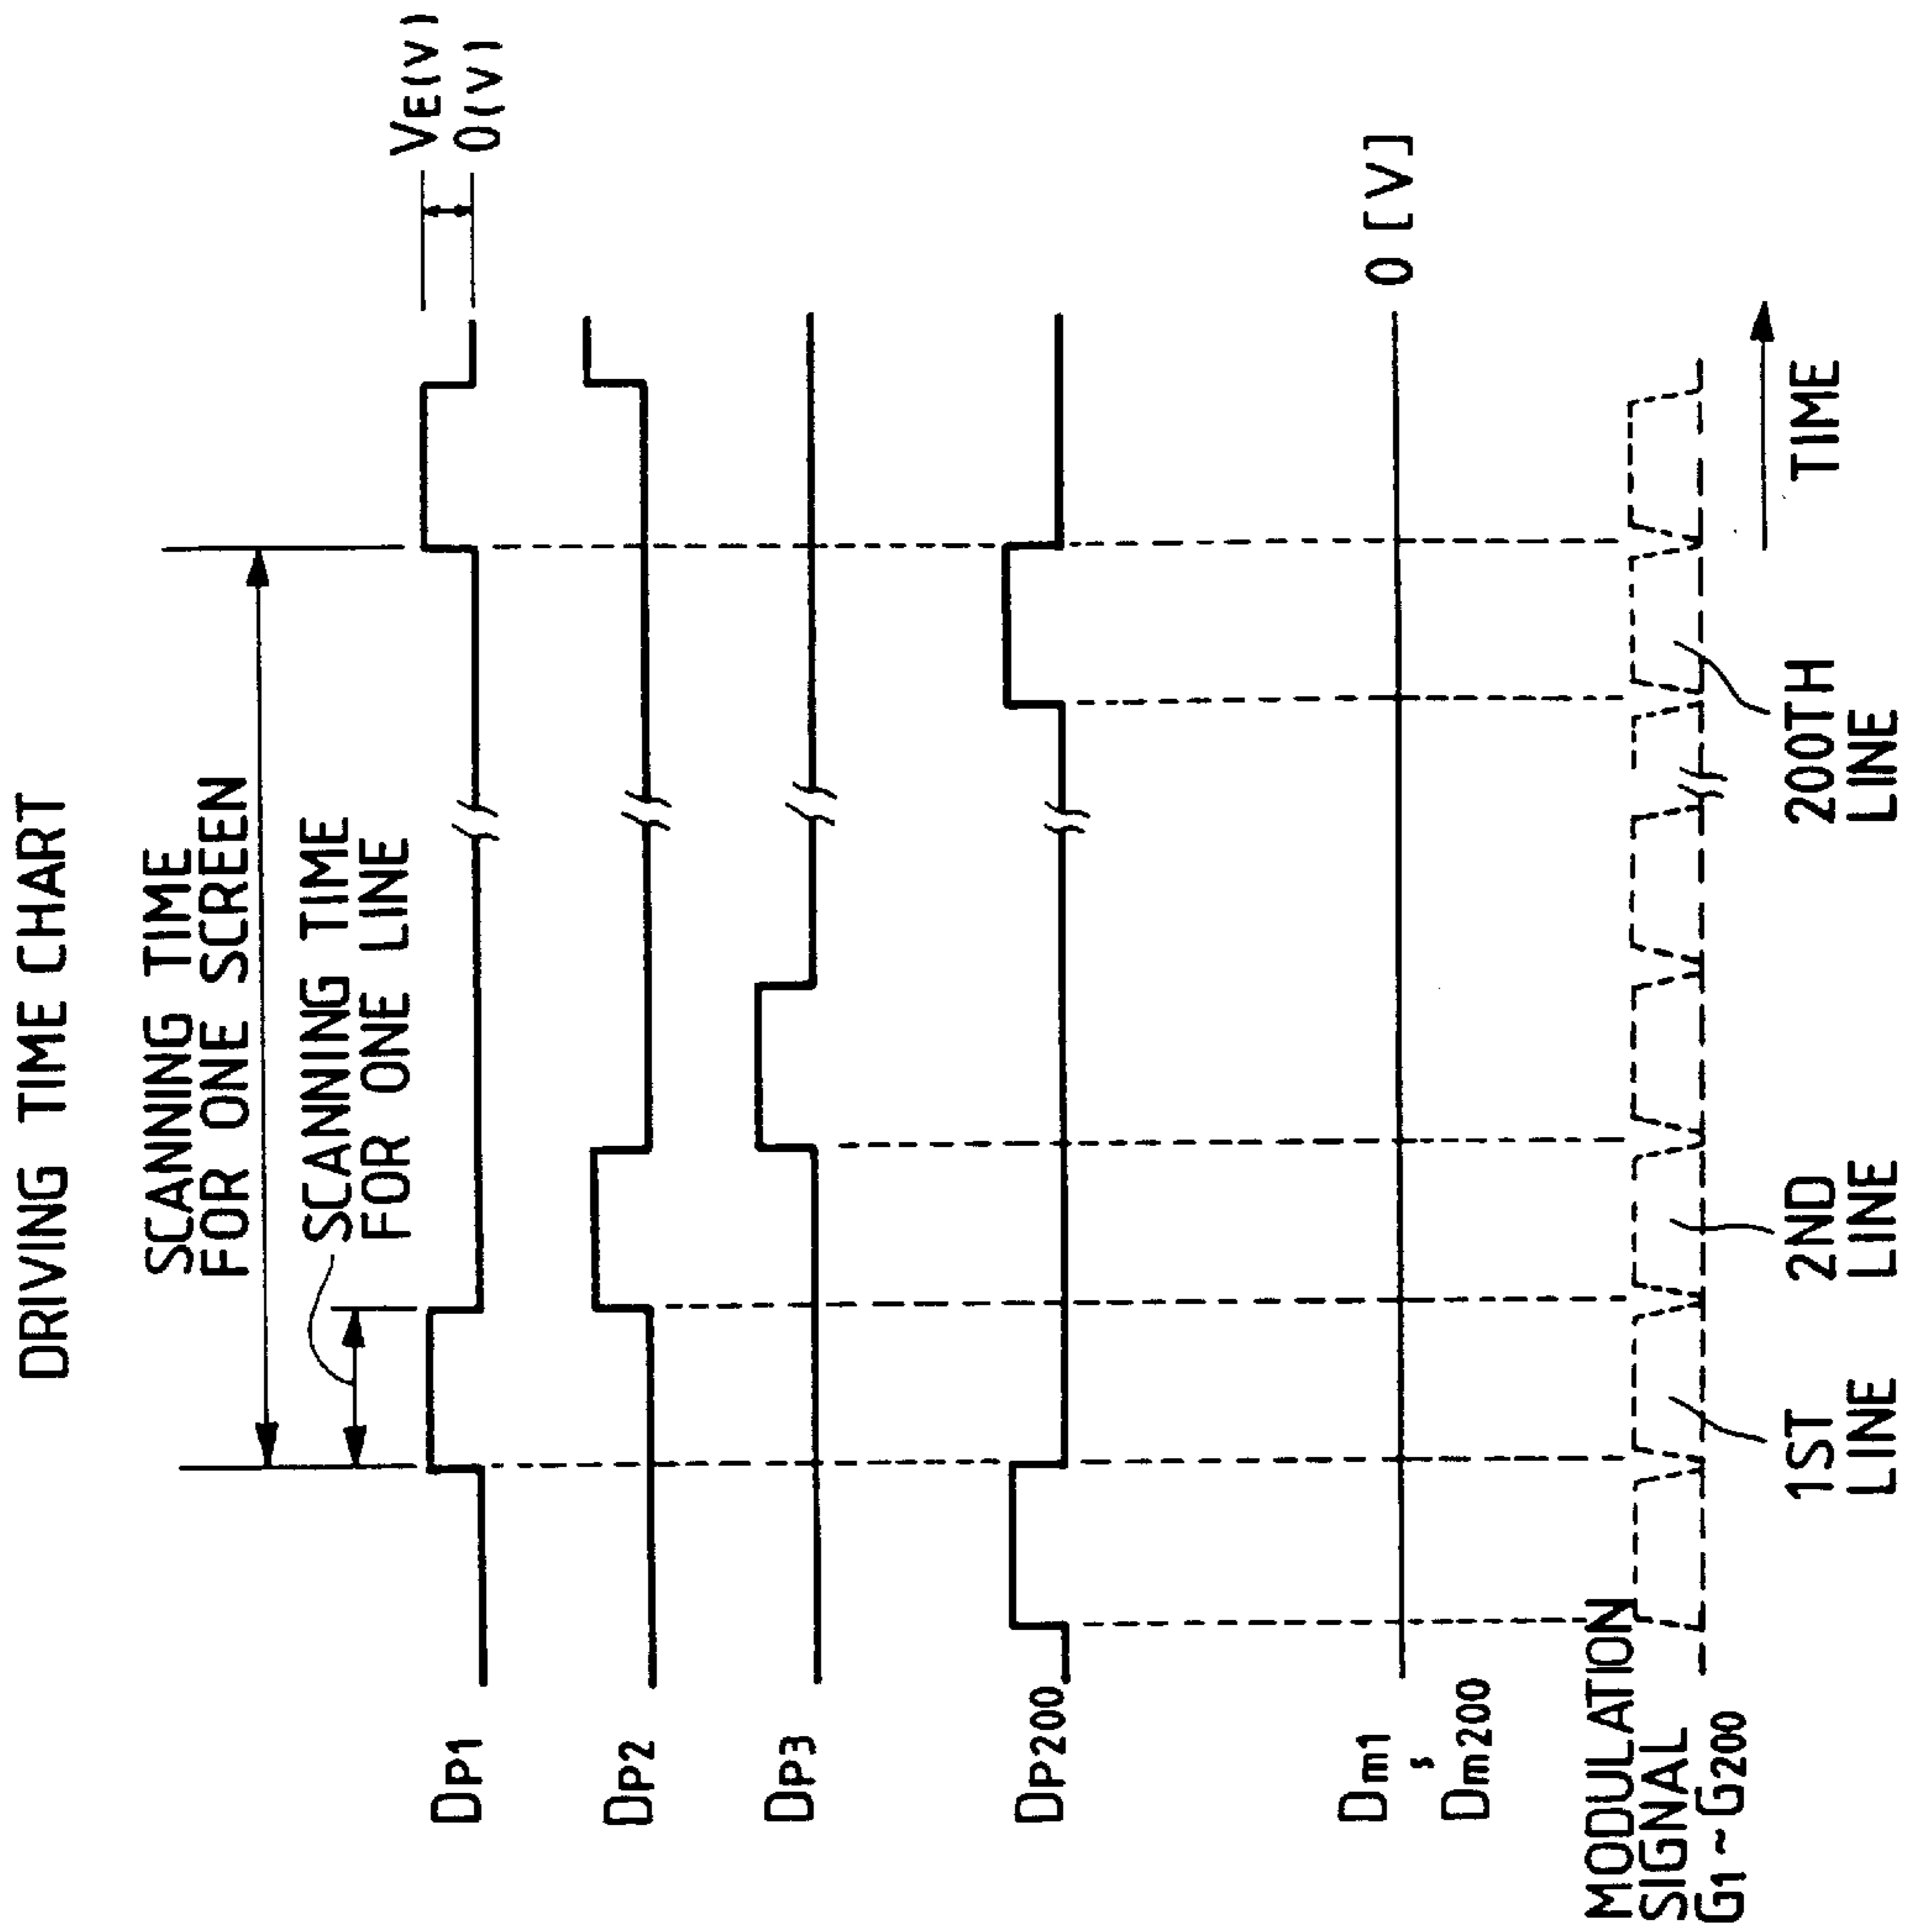 DRIVING TIME CHART
SCANNING TIME
FOR ONE SCREEN
SCANNING TIME
FOR ONE LINE
VE(V)
0(V)
DP1
DP2
DP3
DP200
Dm1
Dm200
0 [V]
MODULATION
SIGNAL
G1~G200
1ST
LINE
2ND
LINE
200TH
LINE
TIME